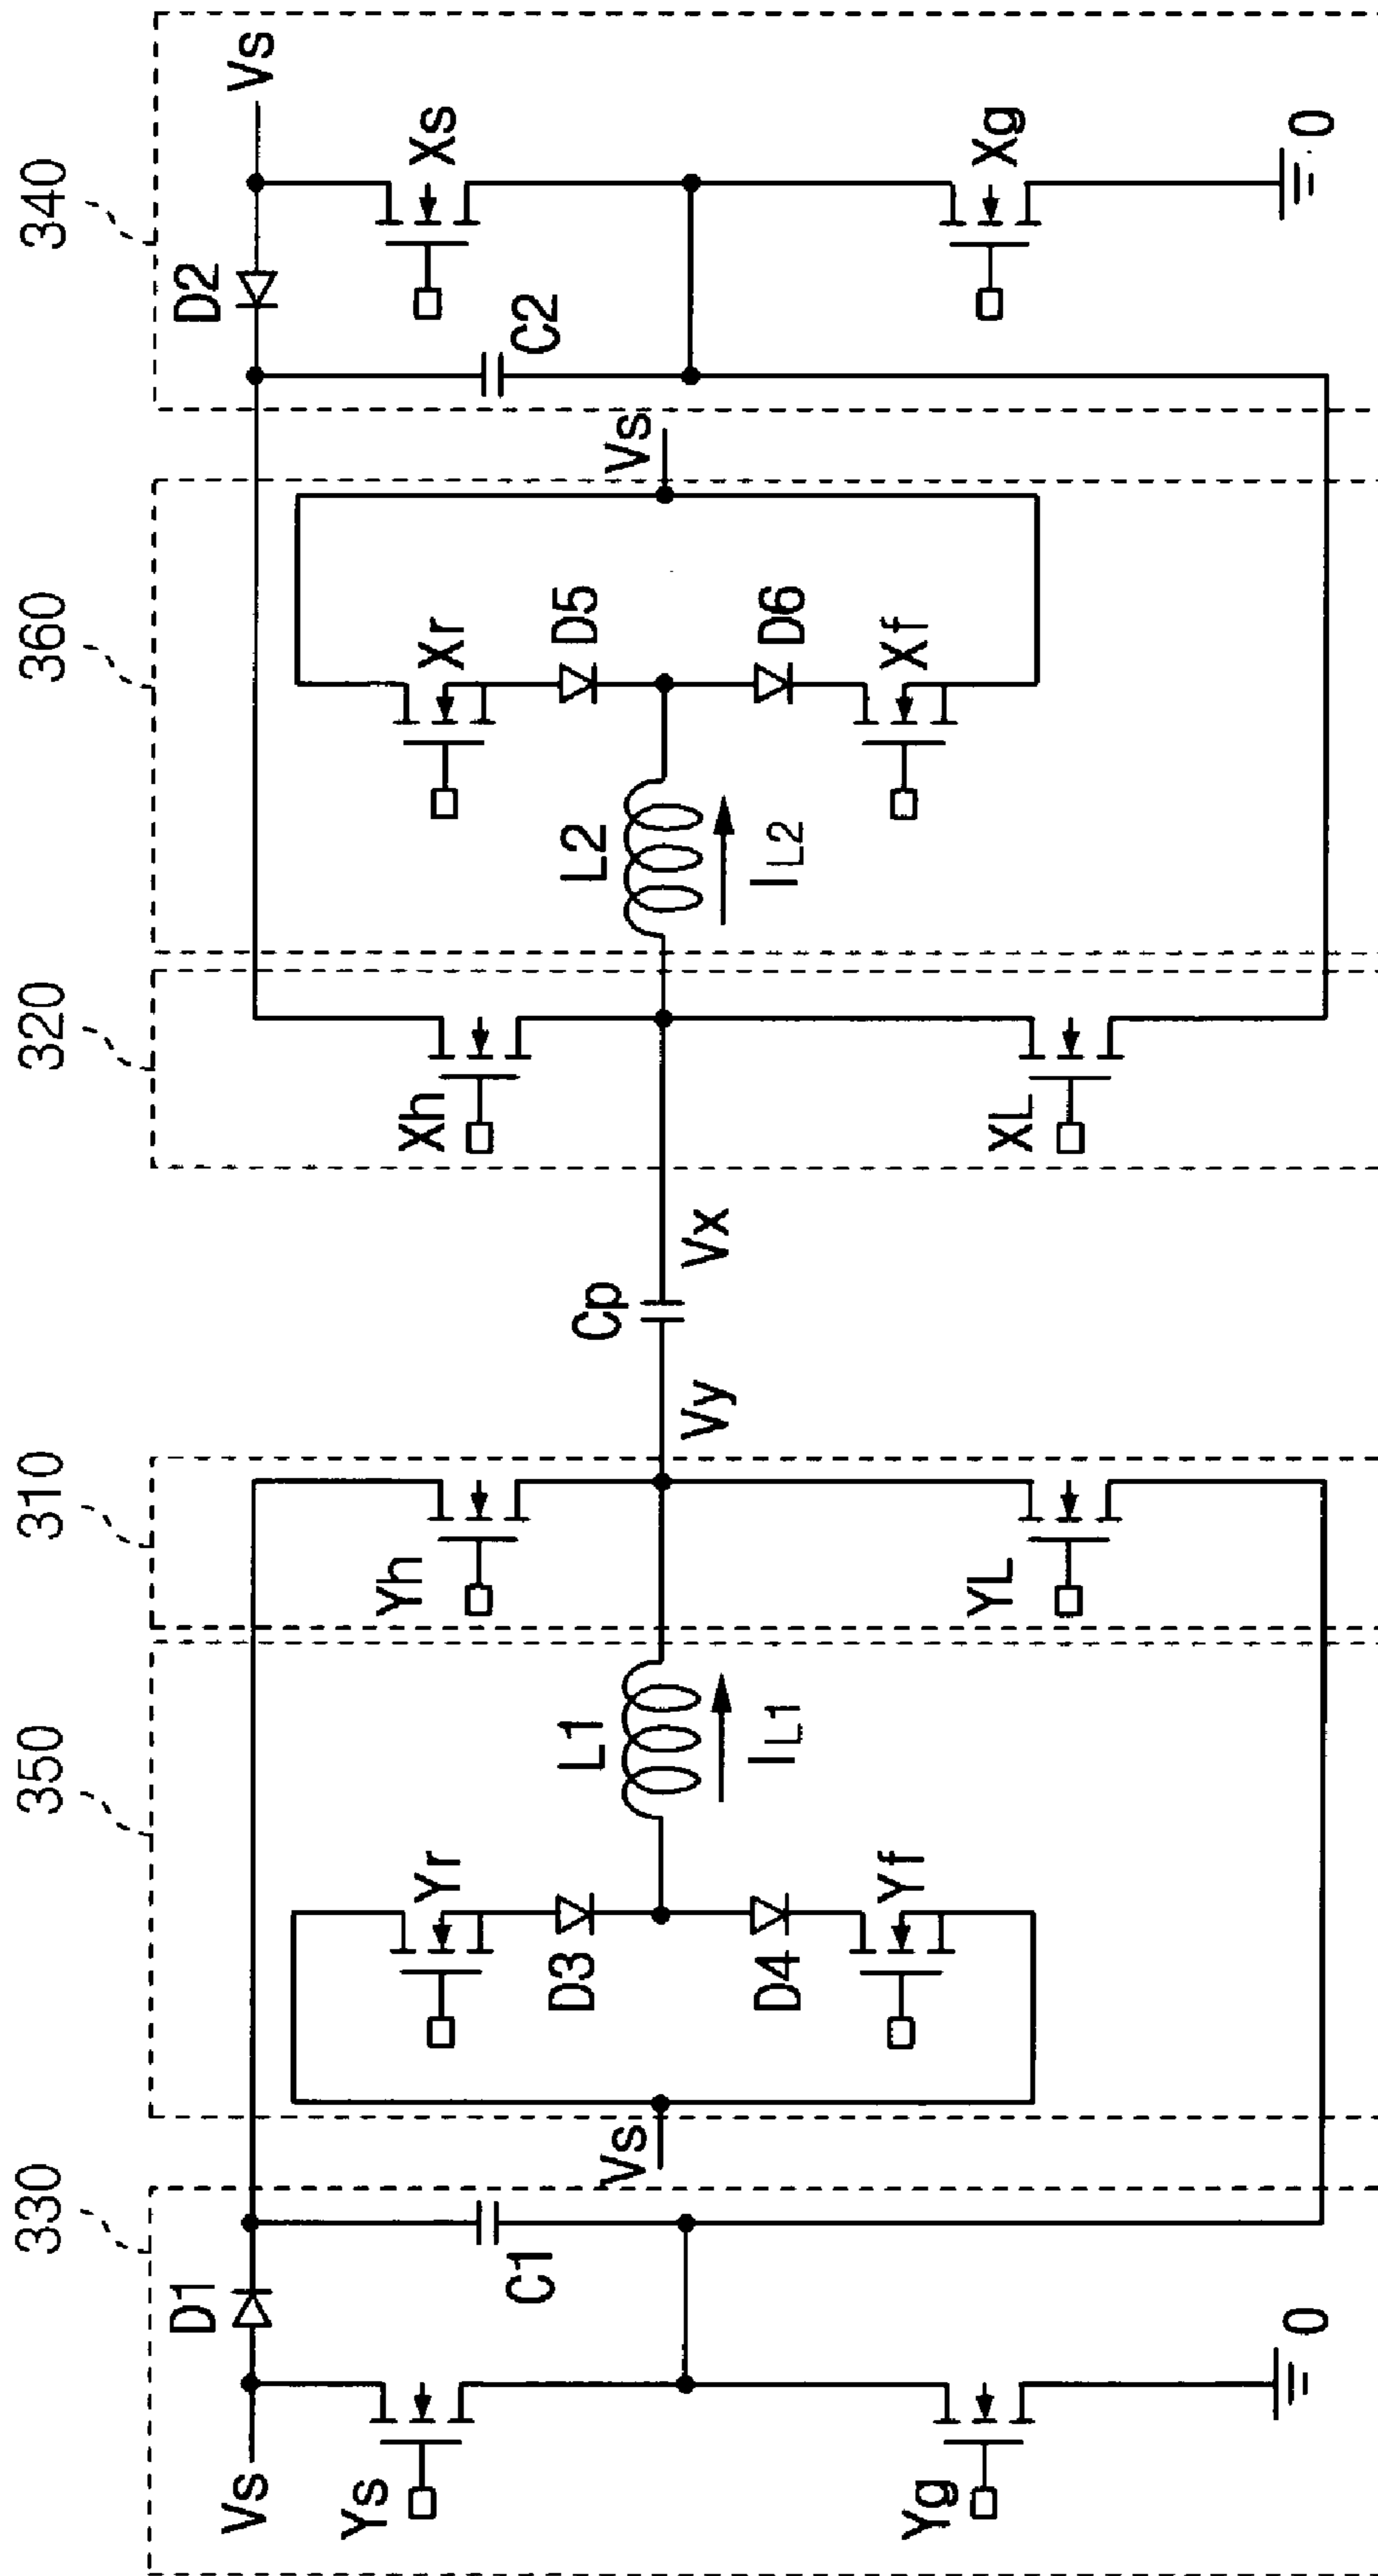 330
350
310
320
360
340
Vs
D1
Ys
C1
Yg
0
Vs
Yr
D3
D4
Yf
L1
IL1
Yh
YL
Vy
Cp
Vx
Xh
XL
L2
IL2
Xr
D5
D6
Xf
Vs
D2
Vs
C2
Xs
Xg
0